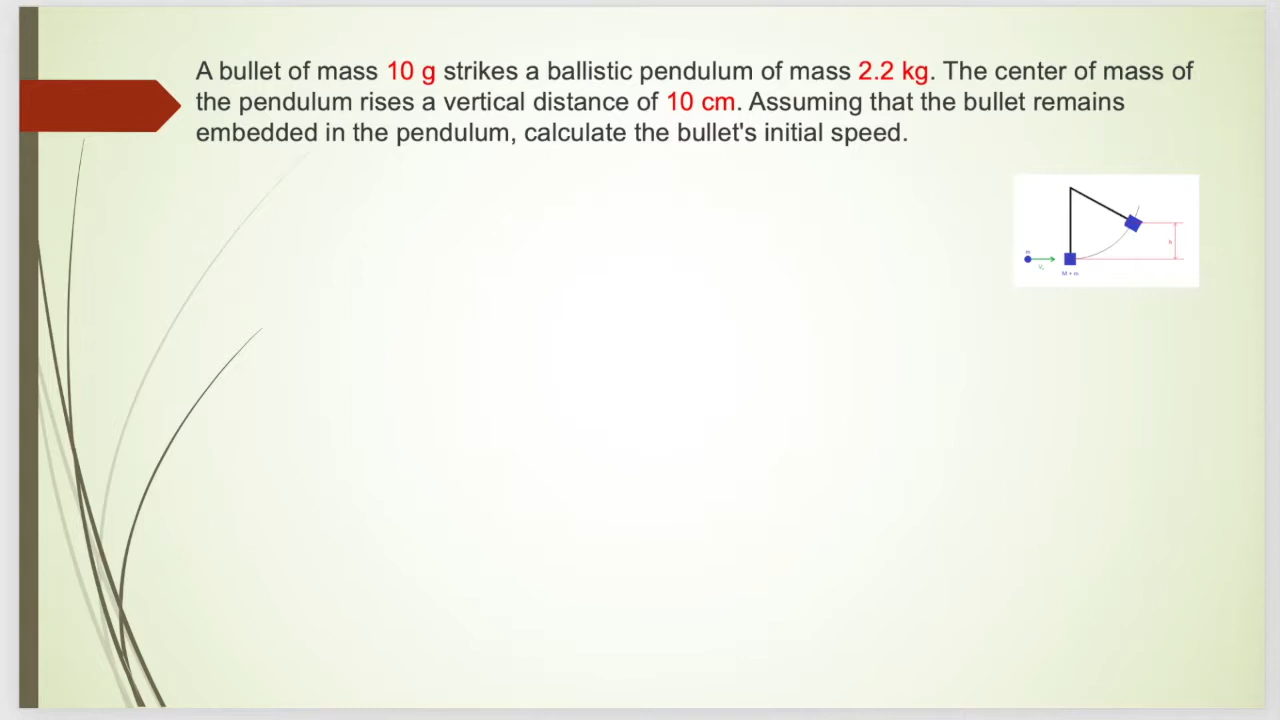 A bullet of mass 10 g strikes a ballistic pendulum of mass 2.2 kg. The center of mass of
the pendulum rises a vertical distance of 10 cm. Assuming that the bullet remains
embedded in the pendulum, calculate the bullet's initial speed.
m
h
M + m